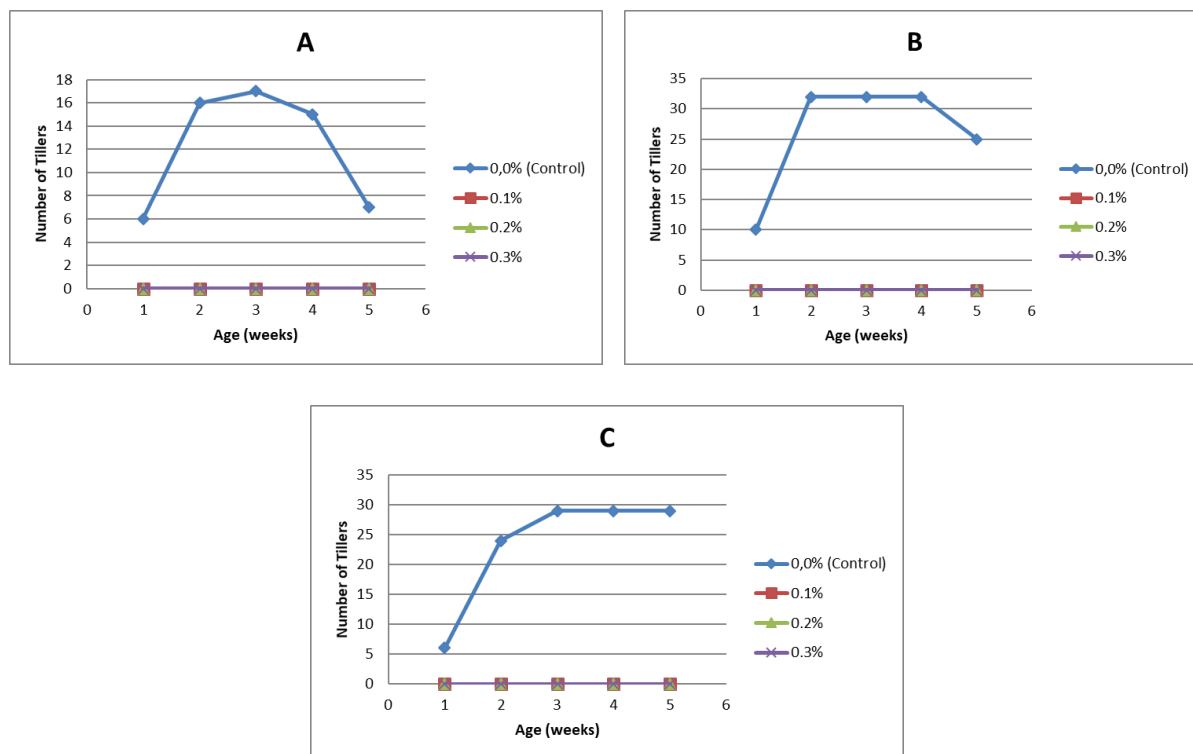 A
Number of Tillers
18
16
14
12
10
8
6
4
2
0
0 1 2 3 4 5 6
Age (weeks)
0,0% (Control)
0.1%
0.2%
0.3%
B
Number of Tillers
35
30
25
20
15
10
5
0
0 1 2 3 4 5 6
Age (weeks)
0,0% (Control)
0.1%
0.2%
0.3%
C
Number of Tillers
35
30
25
20
15
10
5
0
0 1 2 3 4 5 6
Age (weeks)
0,0% (Control)
0.1%
0.2%
0.3%